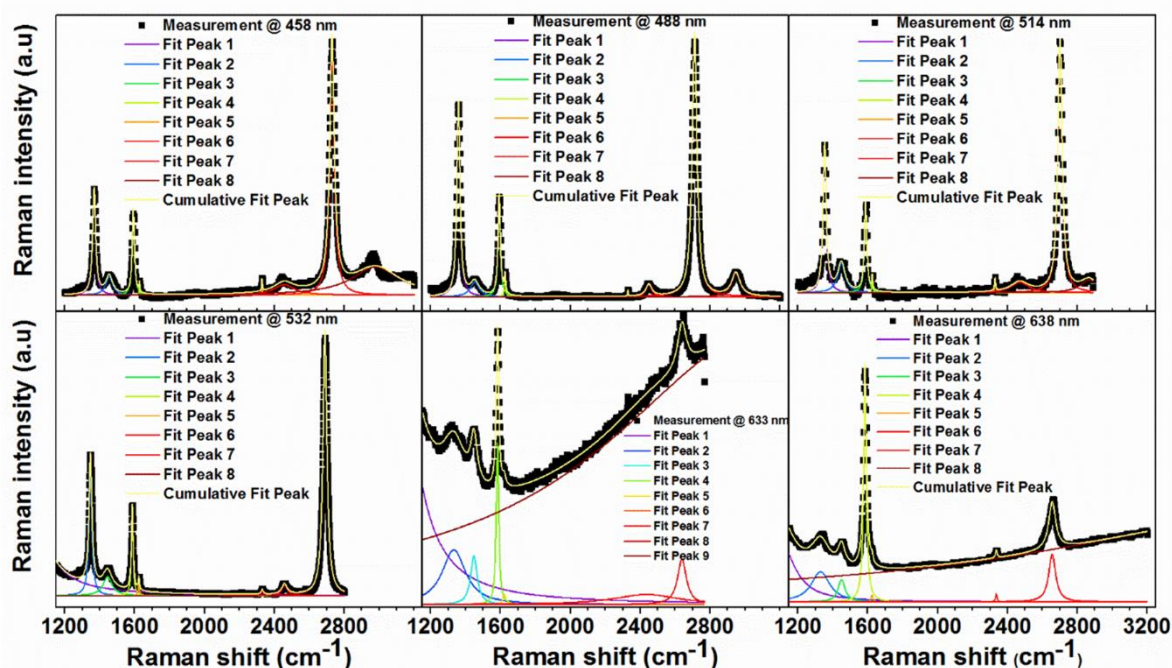 Raman intensity (a.u)
Measurement @ 458 nm
Fit Peak 1
Fit Peak 2
Fit Peak 3
Fit Peak 4
Fit Peak 5
Fit Peak 6
Fit Peak 7
Fit Peak 8
Cumulative Fit Peak
Measurement @ 488 nm
Fit Peak 1
Fit Peak 2
Fit Peak 3
Fit Peak 4
Fit Peak 5
Fit Peak 6
Fit Peak 7
Fit Peak 8
Cumulative Fit Peak
Measurement @ 514 nm
Fit Peak 1
Fit Peak 2
Fit Peak 3
Fit Peak 4
Fit Peak 5
Fit Peak 6
Fit Peak 7
Fit Peak 8
Cumulative Fit Peak
Raman intensity (a.u)
Measurement @ 532 nm
Fit Peak 1
Fit Peak 2
Fit Peak 3
Fit Peak 4
Fit Peak 5
Fit Peak 6
Fit Peak 7
Fit Peak 8
Cumulative Fit Peak
Measurement @ 633 nm
Fit Peak 1
Fit Peak 2
Fit Peak 3
Fit Peak 4
Fit Peak 5
Fit Peak 6
Fit Peak 7
Fit Peak 8
Fit Peak 9
Measurement @ 638 nm
Fit Peak 1
Fit Peak 2
Fit Peak 3
Fit Peak 4
Fit Peak 5
Fit Peak 6
Fit Peak 7
Fit Peak 8
Cumulative Fit Peak
1200 1600 2000 2400 2800
1200 1600 2000 2400 2800
1200 1600 2000 2400 2800 3200
Raman shift (cm⁻¹)
Raman shift (cm⁻¹)
Raman shift (cm⁻¹)